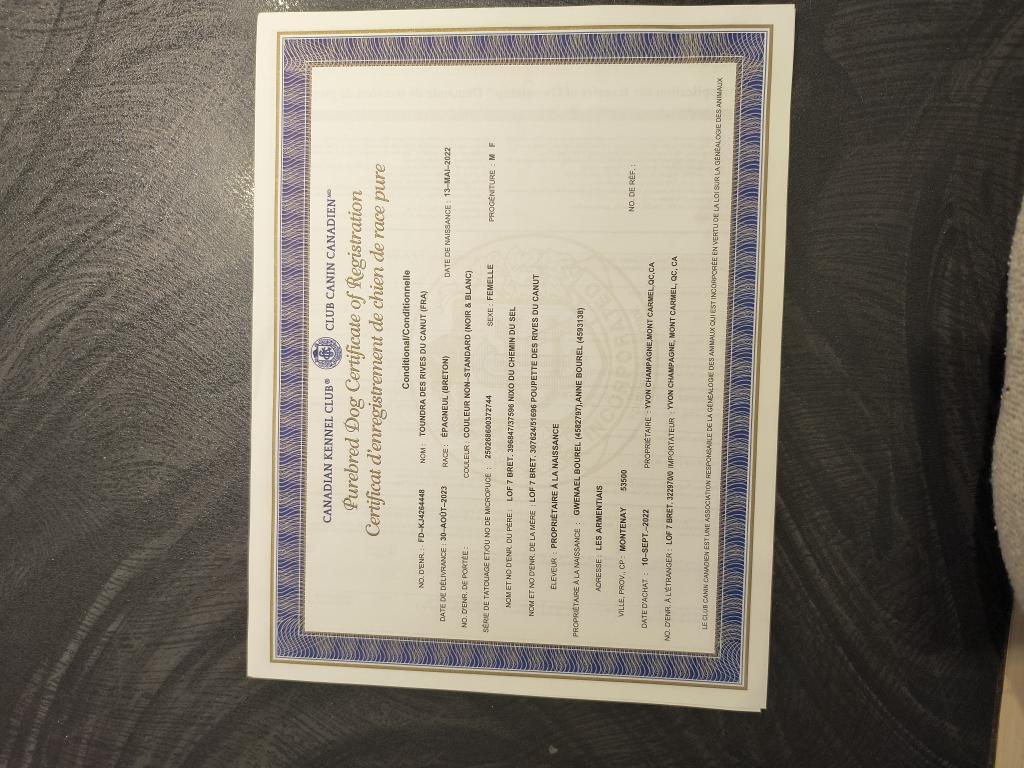 CANADIAN KENNEL CLUB® CLUB CANIN CANADIEN
Purebred Dog Certificate of Registration
Certificat d'enregistrement de chien de race pure
Conditional/Conditionnelle
NO. D'ENR. : FD-KJ4264448 NOM : TOUNDRA DES RIVES DU CANUT (FRA)
DATE DE DÉLIVRANCE : 30-AOÛT-2023 RACE : ÉPAGNEUL (BRETON) DATE DE NAISSANCE : 13-MAI-2022
NO. D'ENR. DE PORTÉE : COULEUR : COULEUR NON-STANDARD (NOIR & BLANC)
SÉRIE DE TATOUAGE ET/OU NO DE MICROPUCE : 250268600372744 SEXE : FEMELLE PROGÉNITURE : M F
NOM ET NO D'ENR. DU PÈRE : LOF 7 BRET. 396847/37596 NIXO DU CHEMIN DU SEL
NOM ET NO D'ENR. DE LA MÈRE : LOF 7 BRET. 307624/51696 POUPETTE DES RIVES DU CANUT
ÉLEVEUR : PROPRIÉTAIRE À LA NAISSANCE
PROPRIÉTAIRE À LA NAISSANCE : GWENAEL BOUREL (4582797),ANNE BOUREL (4593138)
ADRESSE : LES ARMENTIAIS
VILLE, PROV., CP : MONTENAY 53500 NO. DE RÉF. :
DATE D'ACHAT : 10-SEPT.-2022 PROPRIÉTAIRE : YVON CHAMPAGNE,MONT CARMEL,QC,CA
NO. D'ENR. À L'ÉTRANGER : LOF 7 BRET. 322970/0 IMPORTATEUR : YVON CHAMPAGNE, MONT CARMEL, QC, CA
LE CLUB CANIN CANADIEN EST UNE ASSOCIATION RESPONSABLE DE LA GÉNÉALOGIE DES ANIMAUX QUI EST INCORPORÉE EN VERTU DE LA LOI SUR LA GÉNÉALOGIE DES ANIMAUX